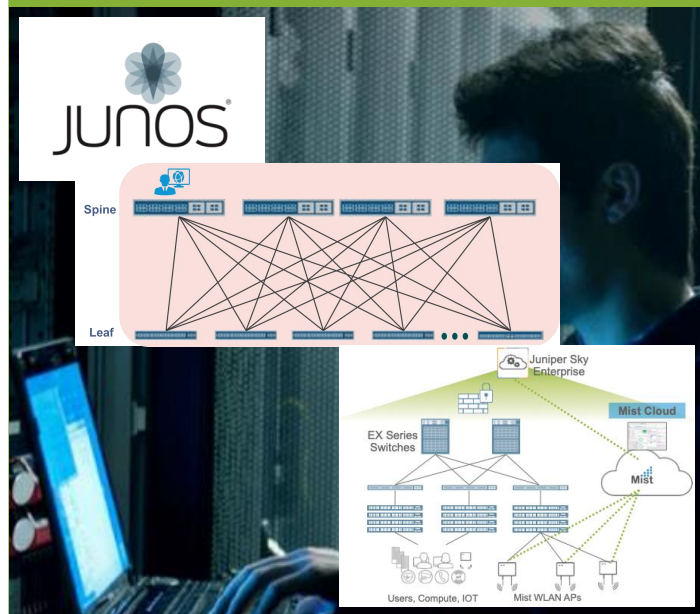 JUNOS®
Spine
Leaf
Juniper Sky
Enterprise
EX Series
Switches
Mist Cloud
Mist
Users, Compute, IOT
Mist WLAN APs